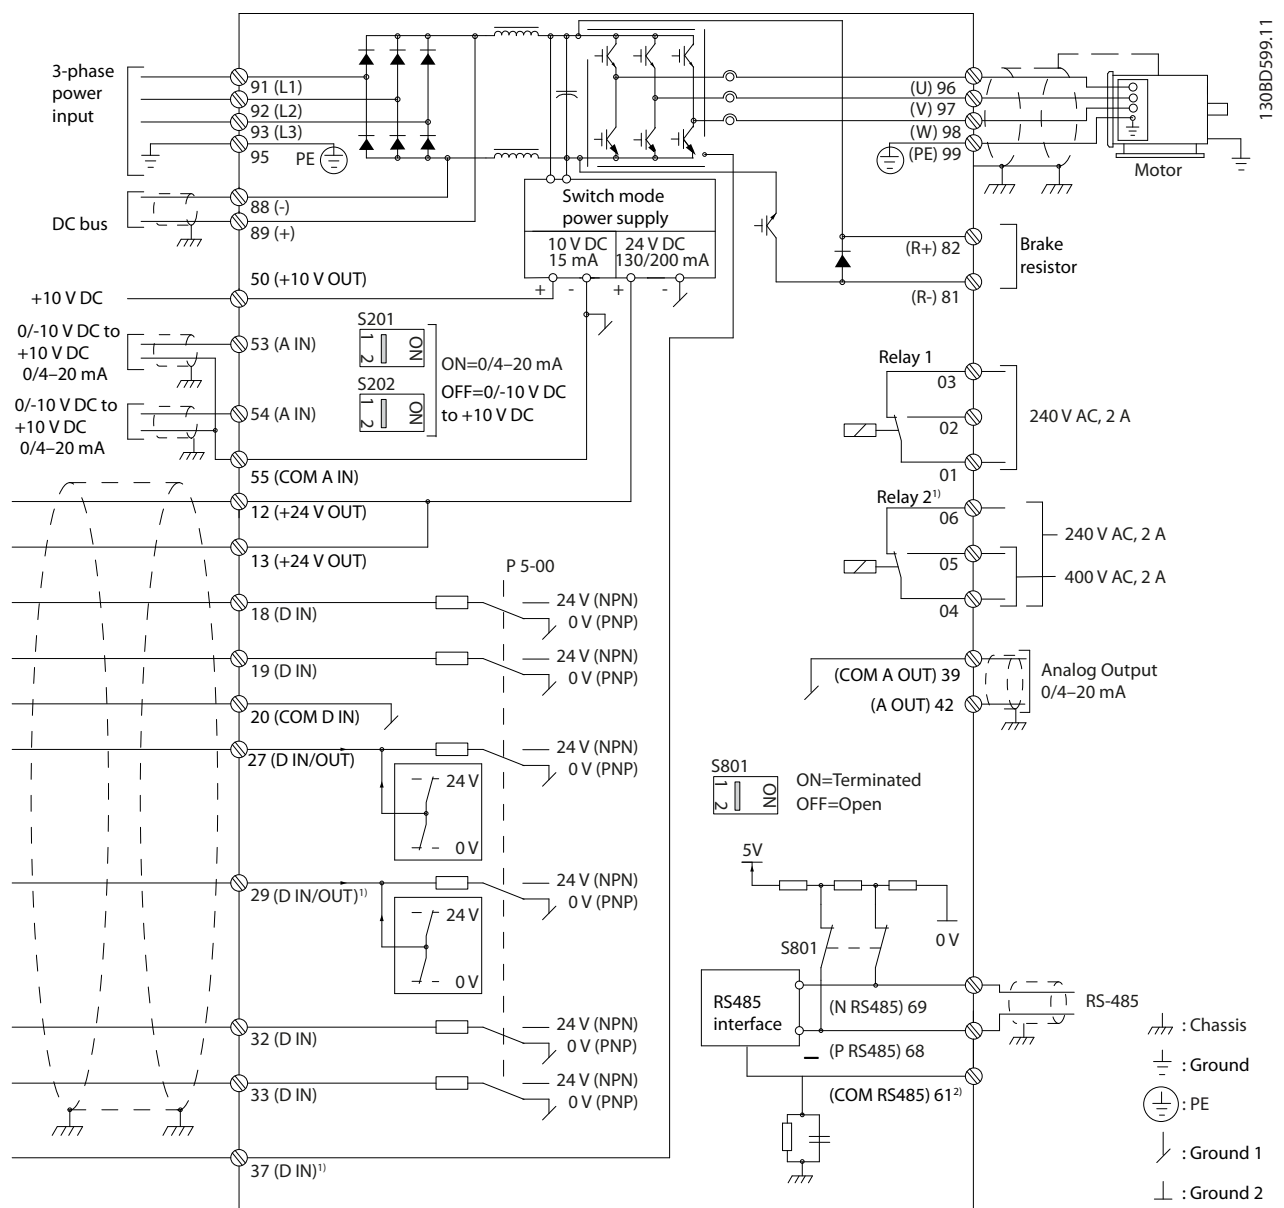 130BD599.11
3-phase
power
input
91 (L1)
92 (L2)
93 (L3)
95
PE
DC bus
88 (-)
89 (+)
50 (+10 V OUT)
+10 V DC
0/-10 V DC to
+10 V DC
0/4–20 mA
53 (A IN)
0/-10 V DC to
+10 V DC
0/4–20 mA
54 (A IN)
55 (COM A IN)
12 (+24 V OUT)
13 (+24 V OUT)
18 (D IN)
19 (D IN)
20 (COM D IN)
27 (D IN/OUT)
29 (D IN/OUT)1)
32 (D IN)
33 (D IN)
37 (D IN)1)
Switch mode
power supply
10 V DC
15 mA
24 V DC
130/200 mA
+ - + -
S201
1 2
ON
S202
1 2
ON
ON=0/4–20 mA
OFF=0/-10 V DC
to +10 V DC
P 5-00
24 V (NPN)
0 V (PNP)
24 V (NPN)
0 V (PNP)
24 V (NPN)
0 V (PNP)
24 V
0 V
24 V (NPN)
0 V (PNP)
24 V
0 V
24 V (NPN)
0 V (PNP)
24 V (NPN)
0 V (PNP)
(U) 96
(V) 97
(W) 98
(PE) 99
Motor
(R+) 82
(R-) 81
Brake
resistor
Relay 1
03
02
01
240 V AC, 2 A
Relay 21)
06
05
04
240 V AC, 2 A
400 V AC, 2 A
(COM A OUT) 39
(A OUT) 42
Analog Output
0/4–20 mA
S801
1 2
ON
ON=Terminated
OFF=Open
5V
0 V
S801
RS485
interface
(N RS485) 69
(P RS485) 68
(COM RS485) 612)
RS-485
: Chassis
: Ground
: PE
: Ground 1
: Ground 2